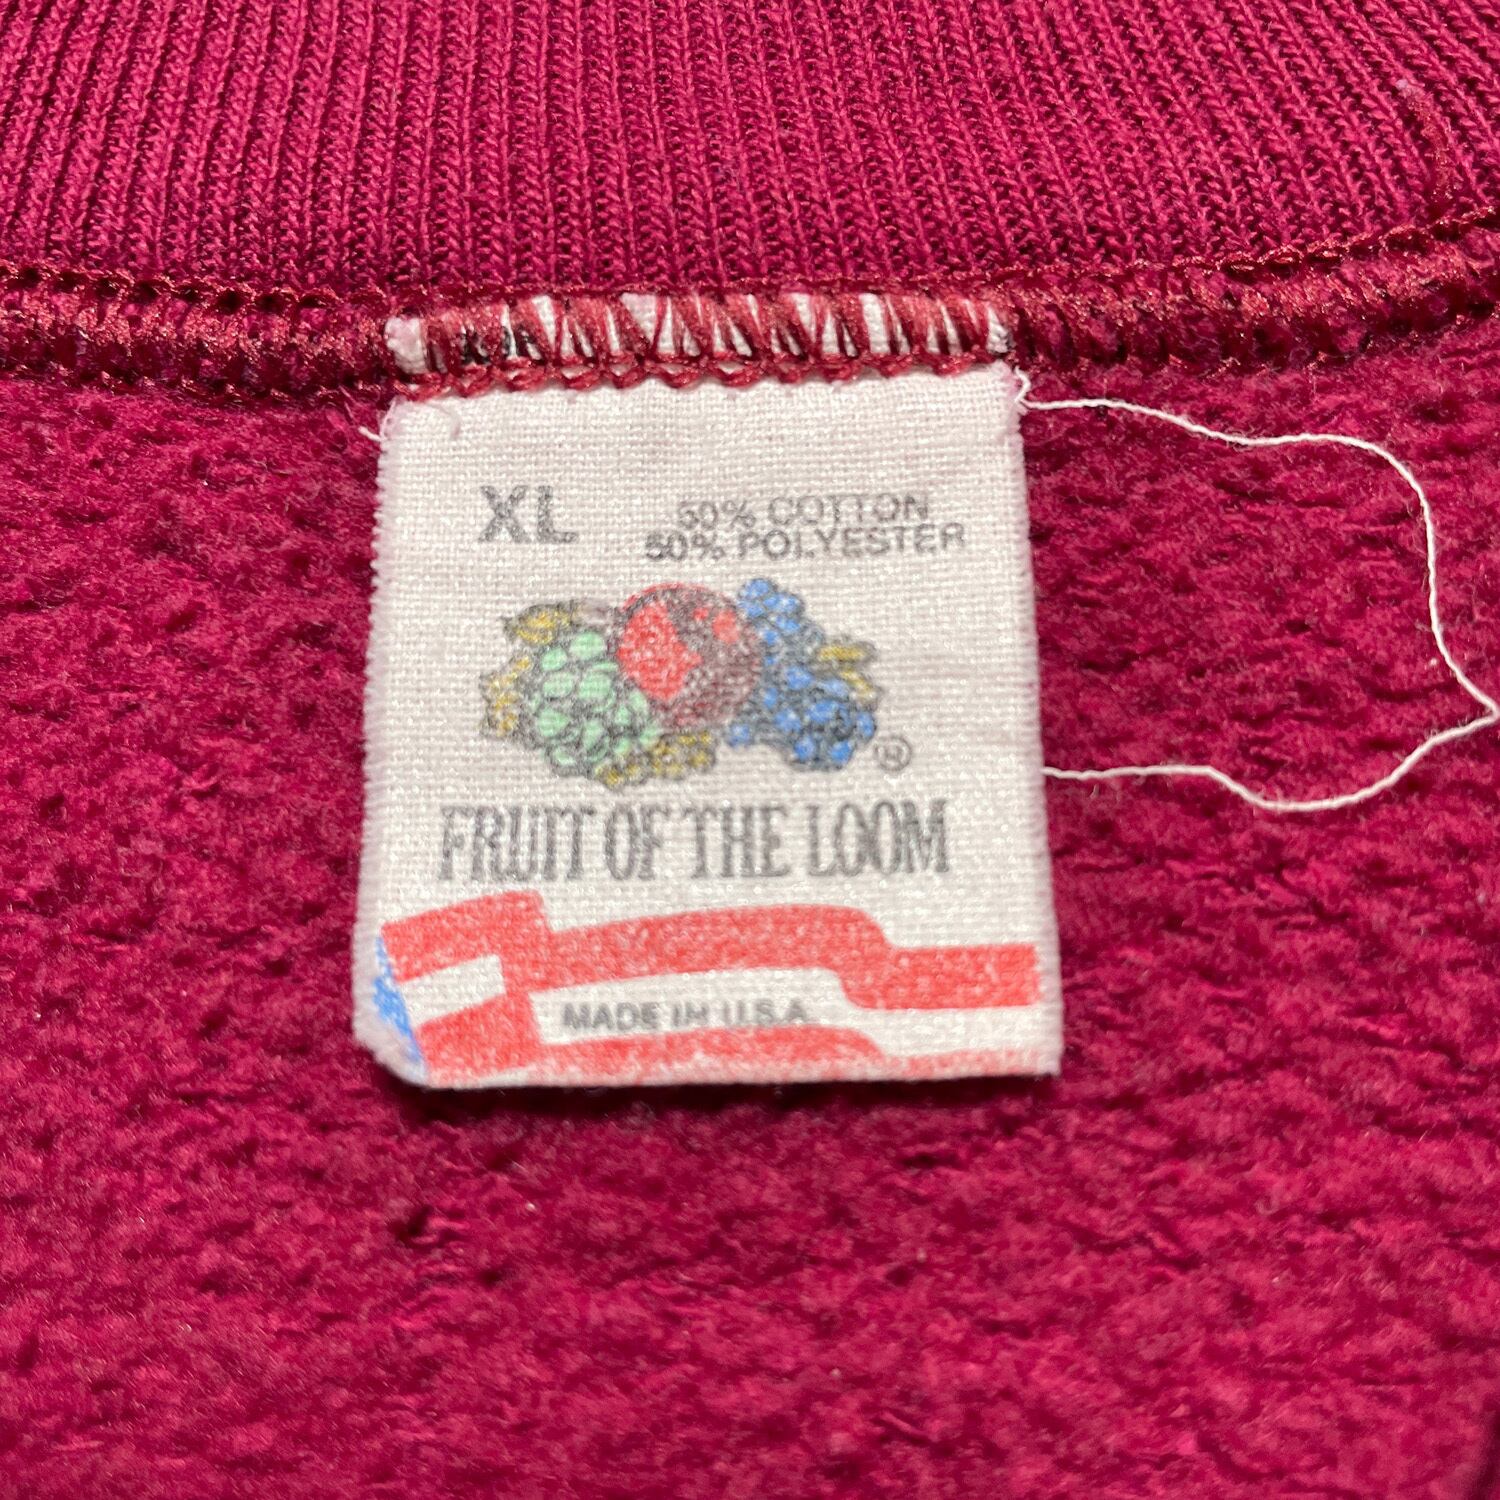 XL
50% COTTON
50% POLYESTER
®
FRUIT OF THE LOOM
MADE IN U.S.A.